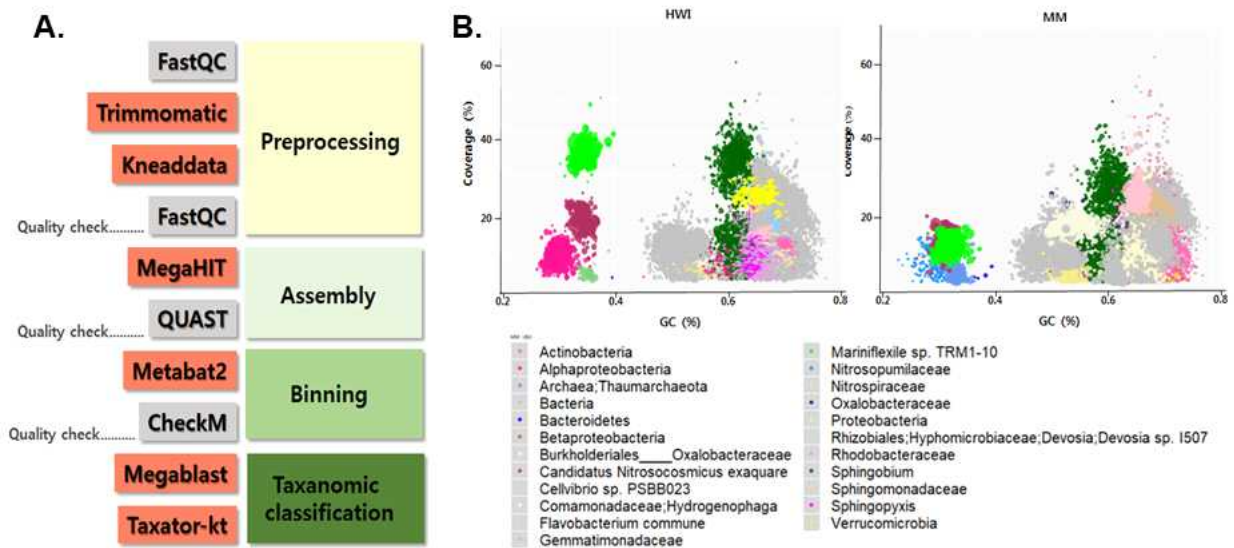 A.
FastQC
Trimmomatic
Kneaddata
Quality check.......... FastQC
Preprocessing
MegaHIT
Quality check.......... QUAST
Assembly
Metabat2
Quality check.......... CheckM
Binning
Megablast
Taxator-kt
Taxanomic
classification
B.
HWI
Coverage (%)
60
40
20
0.2 0.4 0.6 0.8
GC (%)
MM
Coverage (%)
60
40
20
0.2 0.4 0.6 0.8
GC (%)
Actinobacteria
Alphaproteobacteria
Archaea;Thaumarchaeota
Bacteria
Bacteroidetes
Betaproteobacteria
Burkholderiales____Oxalobacteraceae
Candidatus Nitrosocosmicus exaquare
Cellvibrio sp. PSBB023
Comamonadaceae;Hydrogenophaga
Flavobacterium commune
Gemmatimonadaceae
Mariniflexile sp. TRM1-10
Nitrosopumilaceae
Nitrospiraceae
Oxalobacteraceae
Proteobacteria
Rhizobiales;Hyphomicrobiaceae;Devosia;Devosia sp. I507
Rhodobacteraceae
Sphingobium
Sphingomonadaceae
Sphingopyxis
Verrucomicrobia